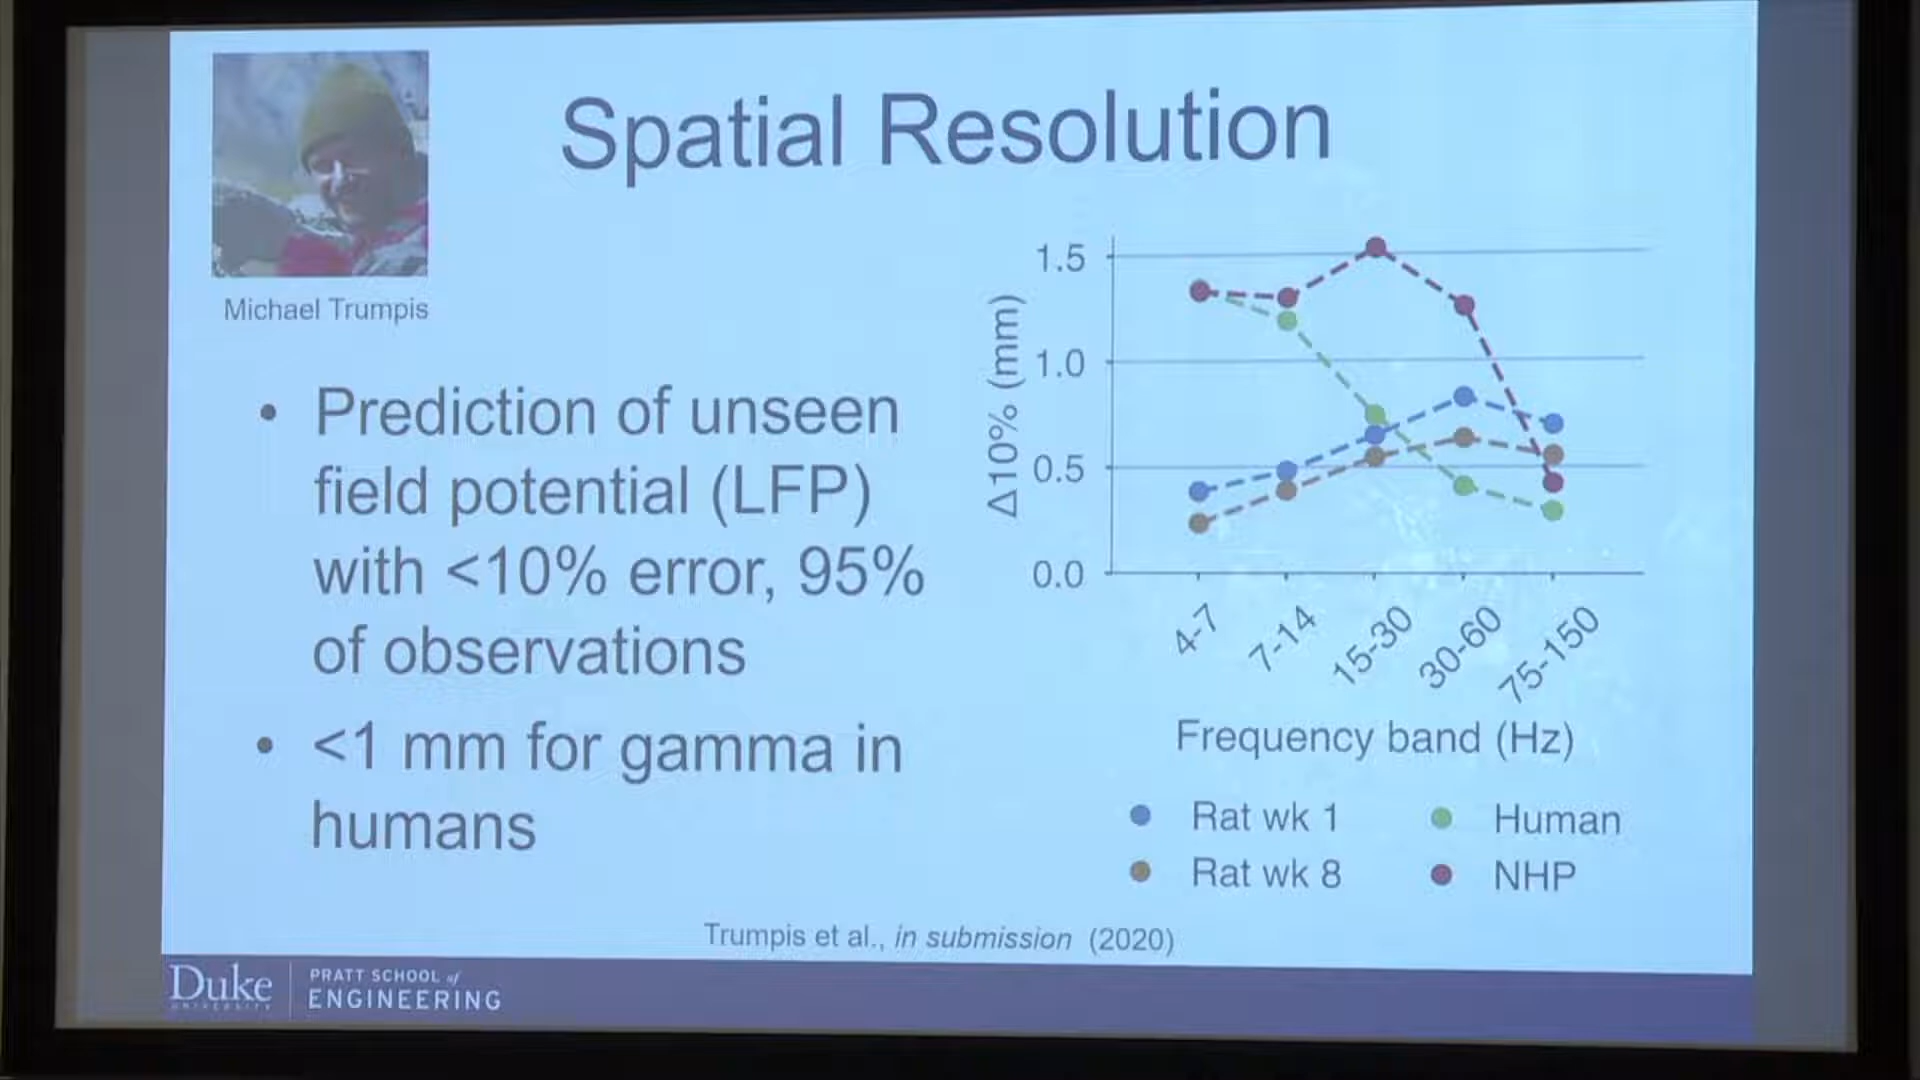 Spatial Resolution
Michael Trumpis
• Prediction of unseen
field potential (LFP)
with <10% error, 95%
of observations
• <1 mm for gamma in
humans
Δ10% (mm)
1.5
1.0
0.5
0.0
4-7
7-14
15-30
30-60
75-150
Frequency band (Hz)
Rat wk 1
Human
Rat wk 8
NHP
Trumpis et al., in submission (2020)
Duke
UNIVERSITY
PRATT SCHOOL of
ENGINEERING